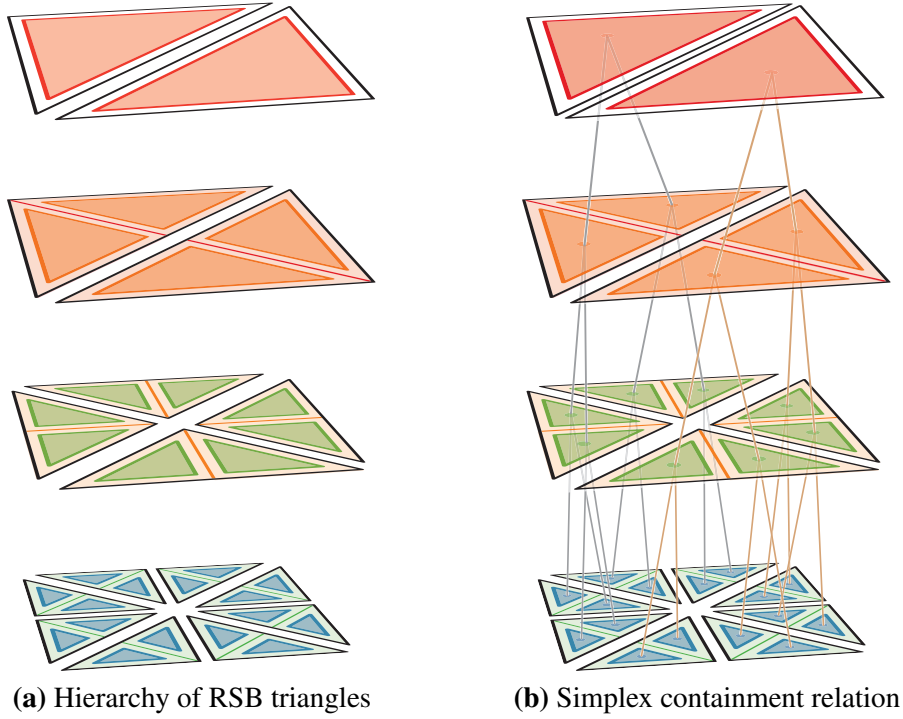 (a) Hierarchy of RSB triangles
(b) Simplex containment relation